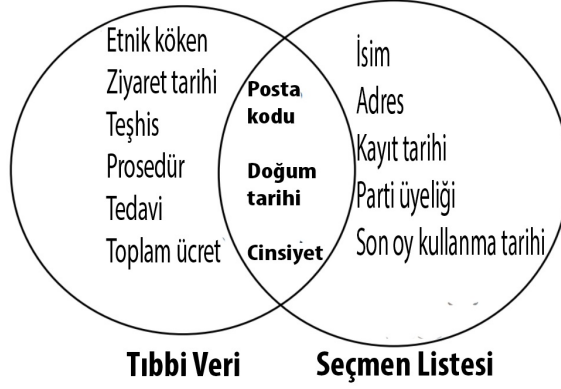 Etnik köken
Ziyaret tarihi
Teşhis
Prosedür
Tedavi
Toplam ücret
Posta
kodu
Doğum
tarihi
Cinsiyet
İsim
Adres
Kayıt tarihi
Parti üyeliği
Son oy kullanma tarihi
Tıbbi Veri
Seçmen Listesi